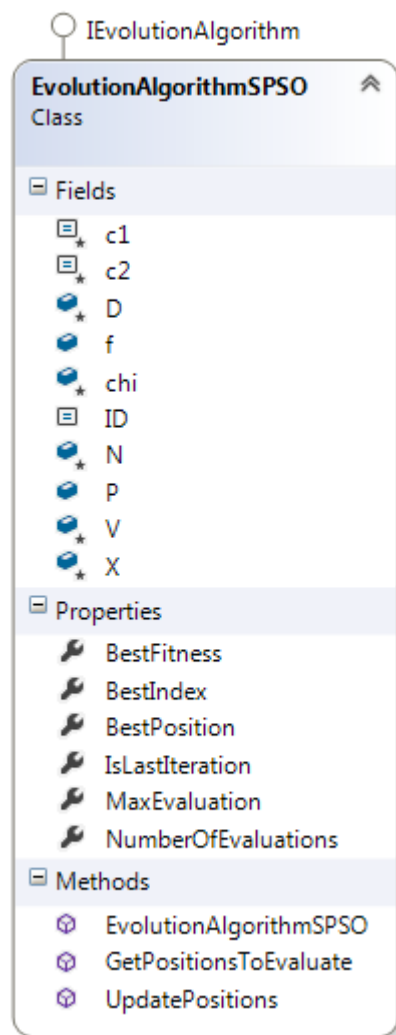 IEvolutionAlgorithm
EvolutionAlgorithmSPSO
Class
Fields
c1
c2
D
f
chi
ID
N
P
V
X
Properties
BestFitness
BestIndex
BestPosition
IsLastIteration
MaxEvaluation
NumberOfEvaluations
Methods
EvolutionAlgorithmSPSO
GetPositionsToEvaluate
UpdatePositions